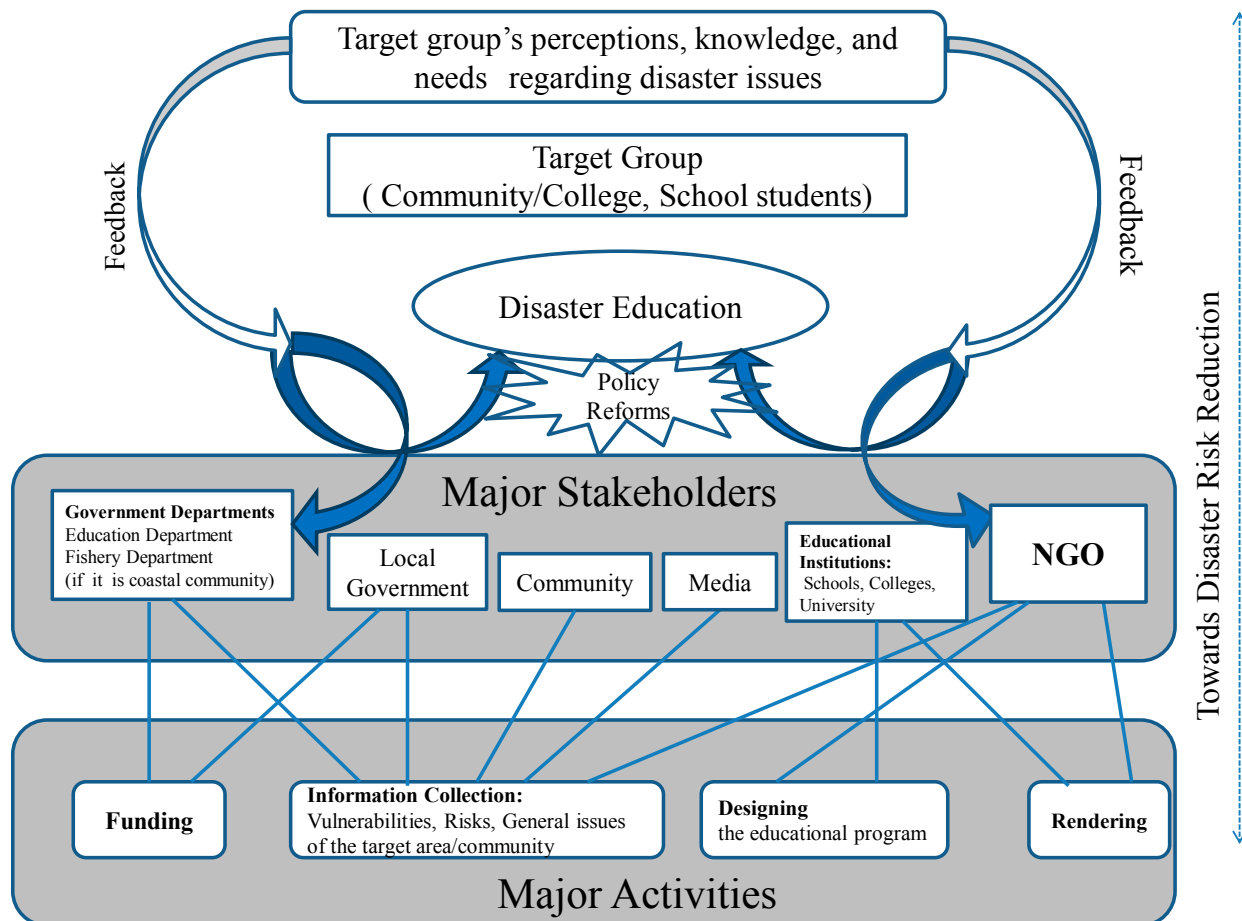 Target group's perceptions, knowledge, and
needs regarding disaster issues
Target Group
( Community/College, School students)
Feedback
Feedback
Disaster Education
Policy
Reforms
Towards Disaster Risk Reduction
Major Stakeholders
Government Departments
Education Department
Fishery Department
(if it is coastal community)
Local
Government
Community
Media
Educational
Institutions:
Schools, Colleges,
University
NGO
Funding
Information Collection:
Vulnerabilities, Risks, General issues
of the target area/community
Designing
the educational program
Rendering
Major Activities